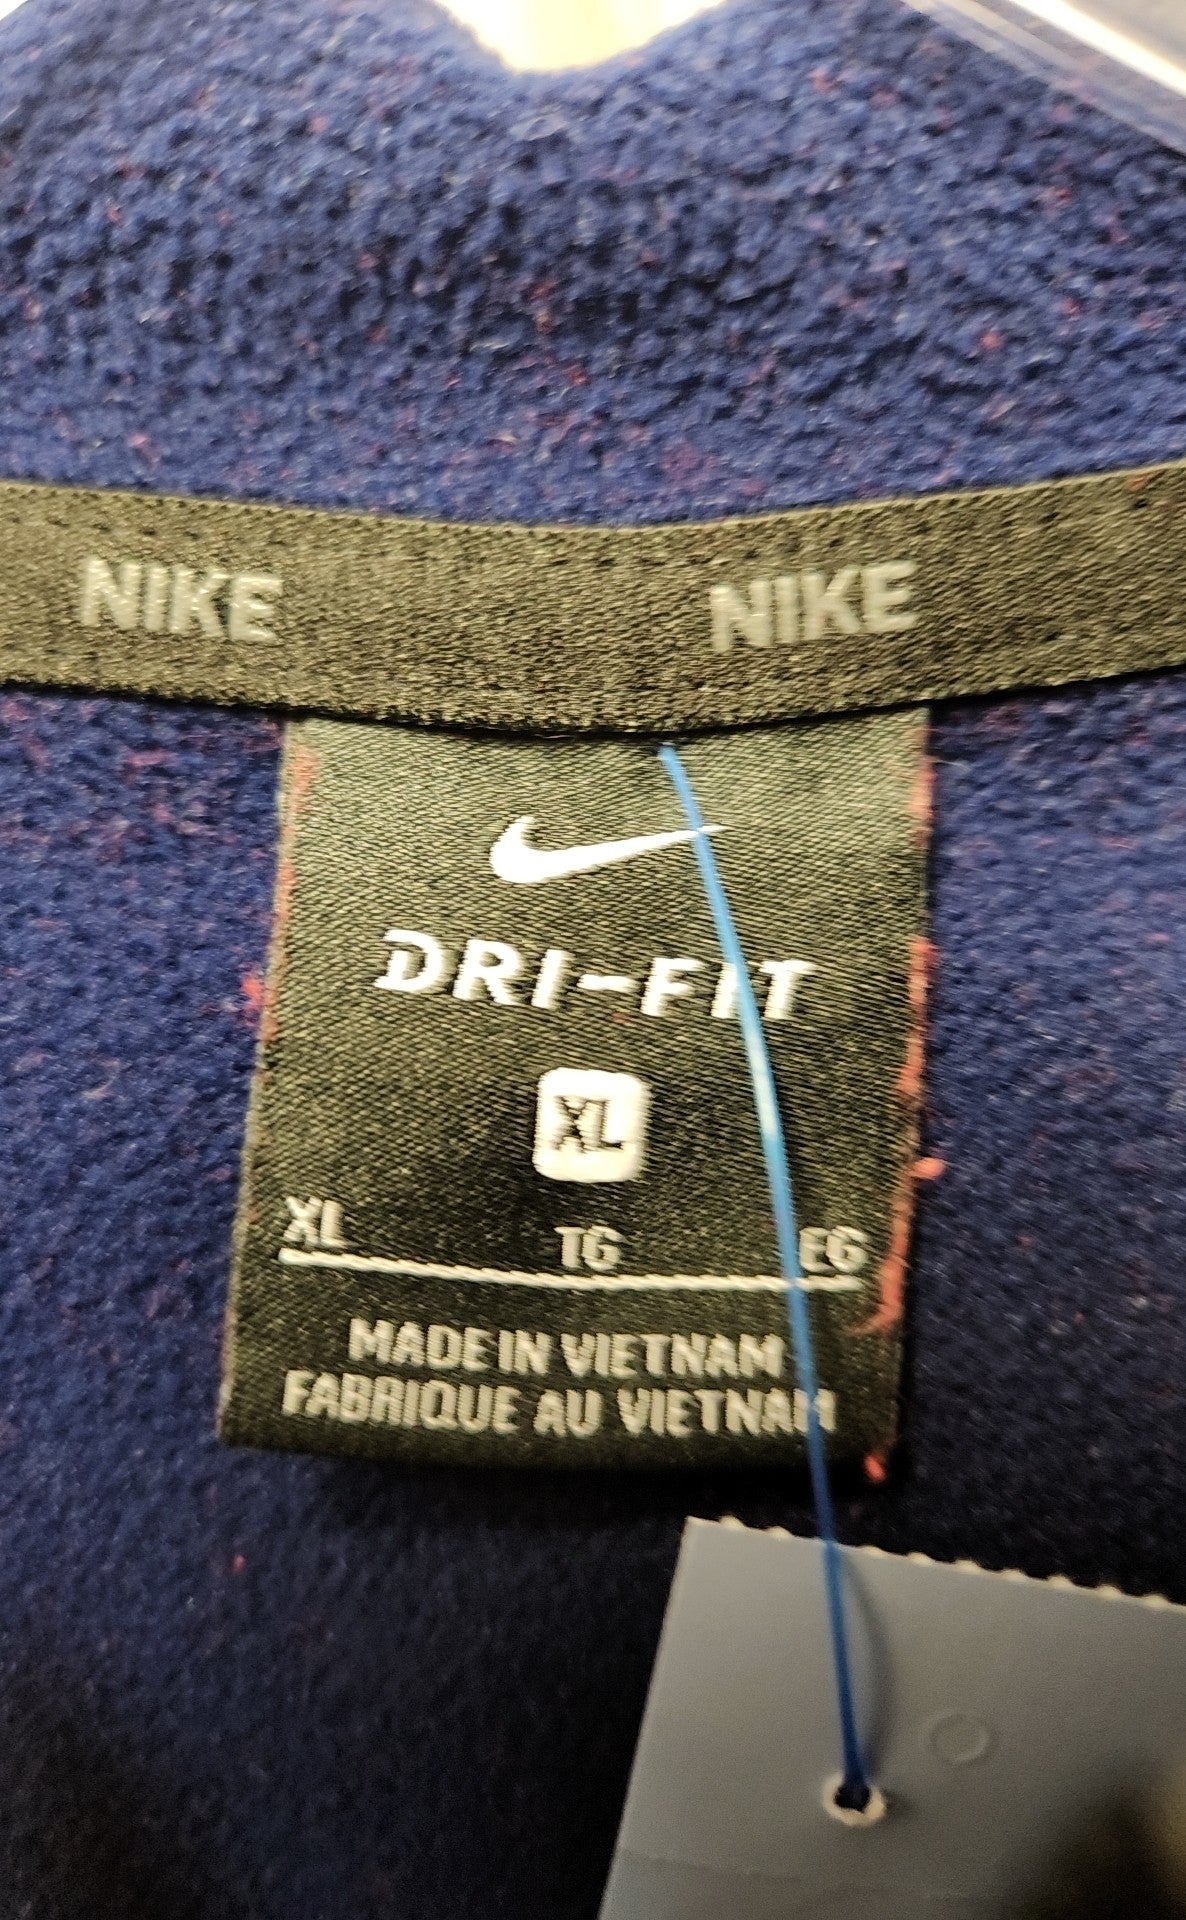 NIKE NIKE
DRI-FIT
XL
XL TG EG
MADE IN VIETNAM
FABRIQUE AU VIETNAM